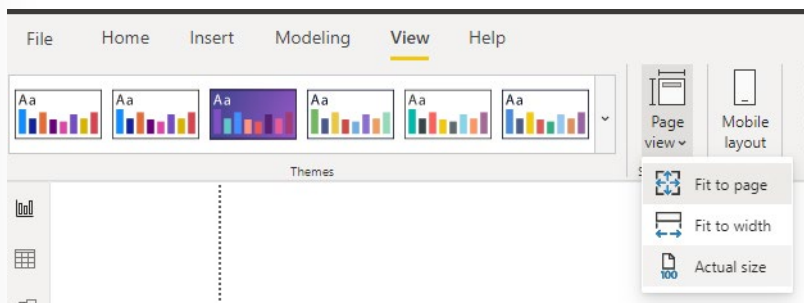 File Home Insert Modeling View Help
Aa Aa Aa Aa Aa Aa
Page
view
Mobile
layout
Themes
Fit to page
Fit to width
100
Actual size